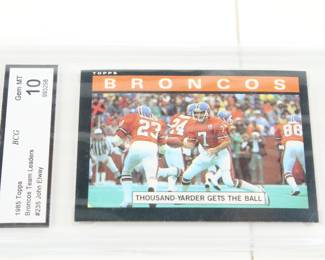 TOPPS
BRONCOS
23
24
7
88
THOUSAND-YARDER GETS THE BALL
1985 Topps
Broncos Team Leaders
#235 John Elway
BCG
Gem MT
10